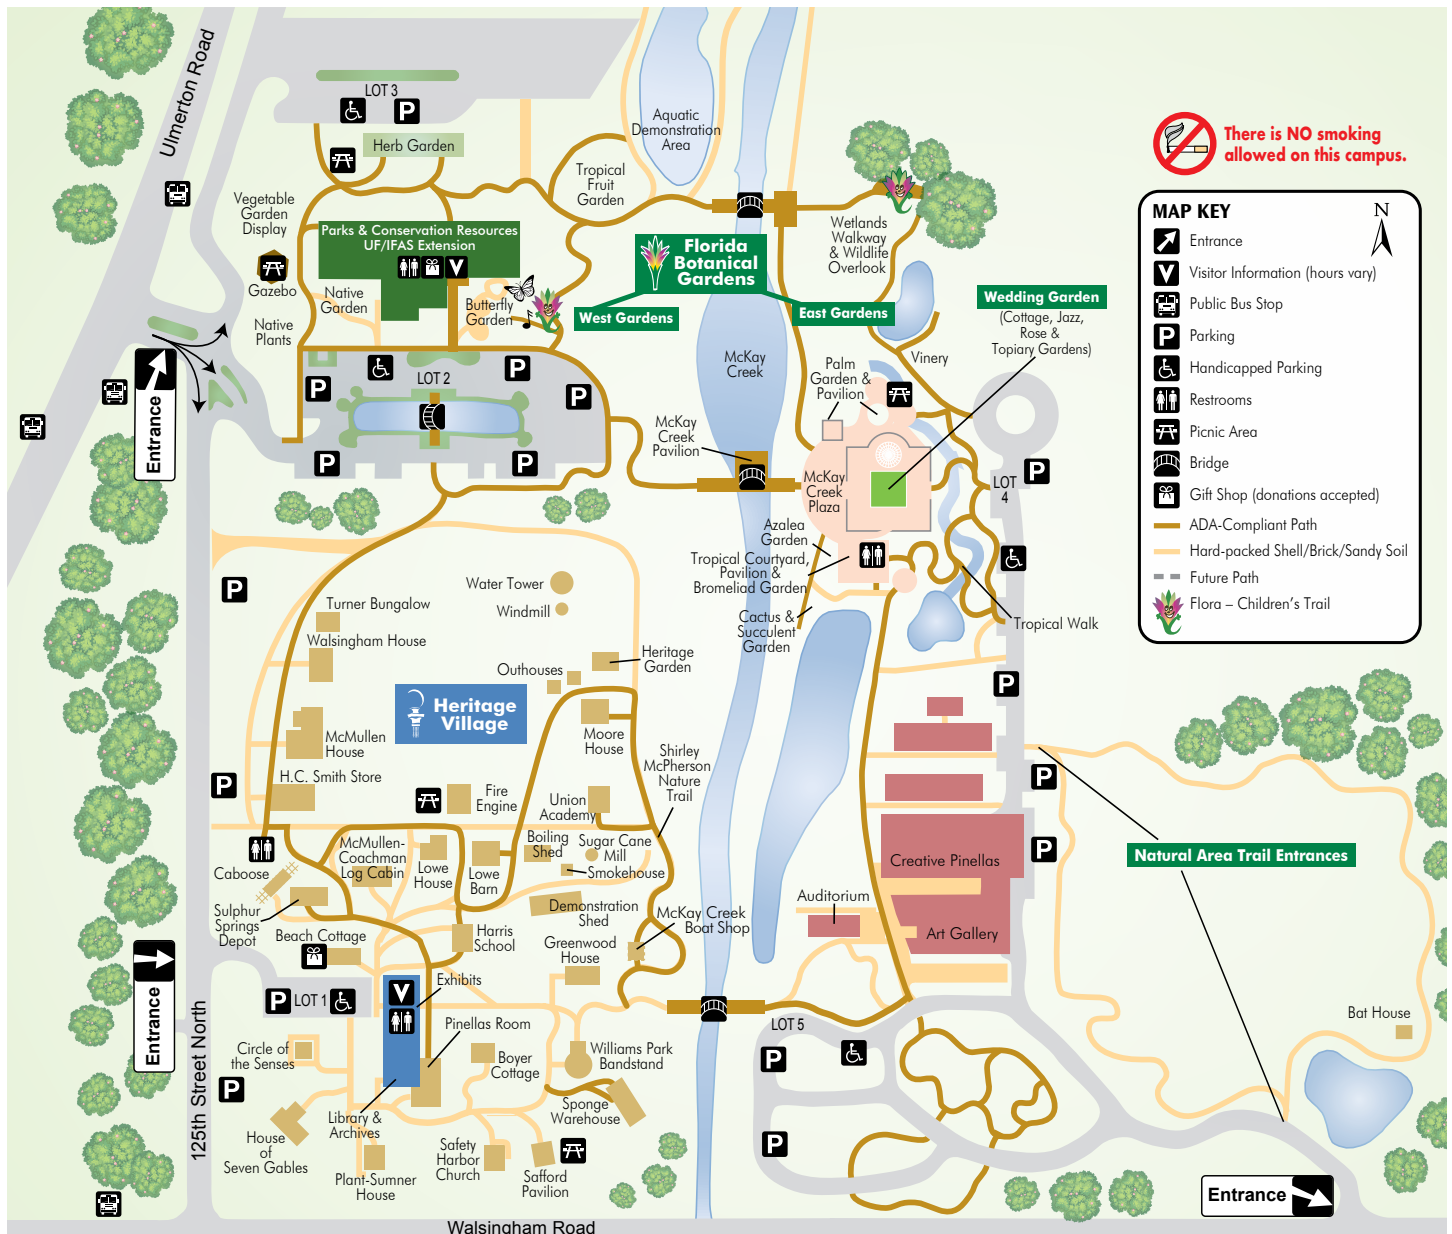 Ulmerton Road
LOT 3
P
Herb Garden
Aquatic
Demonstration
Area
Tropical
Fruit
Garden
Vegetable
Garden
Display
Gazebo
Native
Plants
Parks & Conservation Resources
UF/IFAS Extension
V
Native
Garden
Butterfly
Garden
Florida
Botanical
Gardens
West Gardens
East Gardens
Wetlands
Walkway
& Wildlife
Overlook
Wedding Garden
(Cottage, Jazz,
Rose &
Topiary Gardens)
There is NO smoking
allowed on this campus.
MAP KEY
N
Entrance
V
Visitor Information (hours vary)
Public Bus Stop
P
Parking
Handicapped Parking
Restrooms
Picnic Area
Bridge
Gift Shop (donations accepted)
ADA-Compliant Path
Hard-packed Shell/Brick/Sandy Soil
Future Path
Flora – Children's Trail
Entrance
LOT 2
P
P
P
P
P
McKay
Creek
Vinery
Palm
Garden &
Pavilion
McKay
Creek
Pavilion
McKay
Creek
Plaza
LOT
4
P
Azalea
Garden
Tropical Courtyard,
Pavilion &
Bromeliad Garden
Cactus &
Succulent
Garden
Tropical Walk
P
Water Tower
Windmill
Turner Bungalow
Walsingham House
Outhouses
Heritage
Garden
Heritage
Village
McMullen
House
Moore
House
Shirley
McPherson
Nature
Trail
P
P
H.C. Smith Store
Fire
Engine
Union
Academy
P
McMullen-
Coachman
Log Cabin
Lowe
House
Lowe
Barn
Boiling
Shed
Sugar Cane
Mill
Smokehouse
Caboose
Sulphur
Springs
Depot
Beach Cottage
Demonstration
Shed
McKay Creek
Boat Shop
Harris
School
Greenwood
House
Creative Pinellas
Art Gallery
Auditorium
P
Natural Area Trail Entrances
Entrance
P
LOT 1
V
Exhibits
Pinellas Room
Circle of
the Senses
Boyer
Cottage
Williams Park
Bandstand
Sponge
Warehouse
P
Library &
Archives
House
of
Seven Gables
Plant-Sumner
House
Safety
Harbor
Church
Safford
Pavilion
LOT 5
P
P
Bat House
125th Street North
Entrance
Walsingham Road